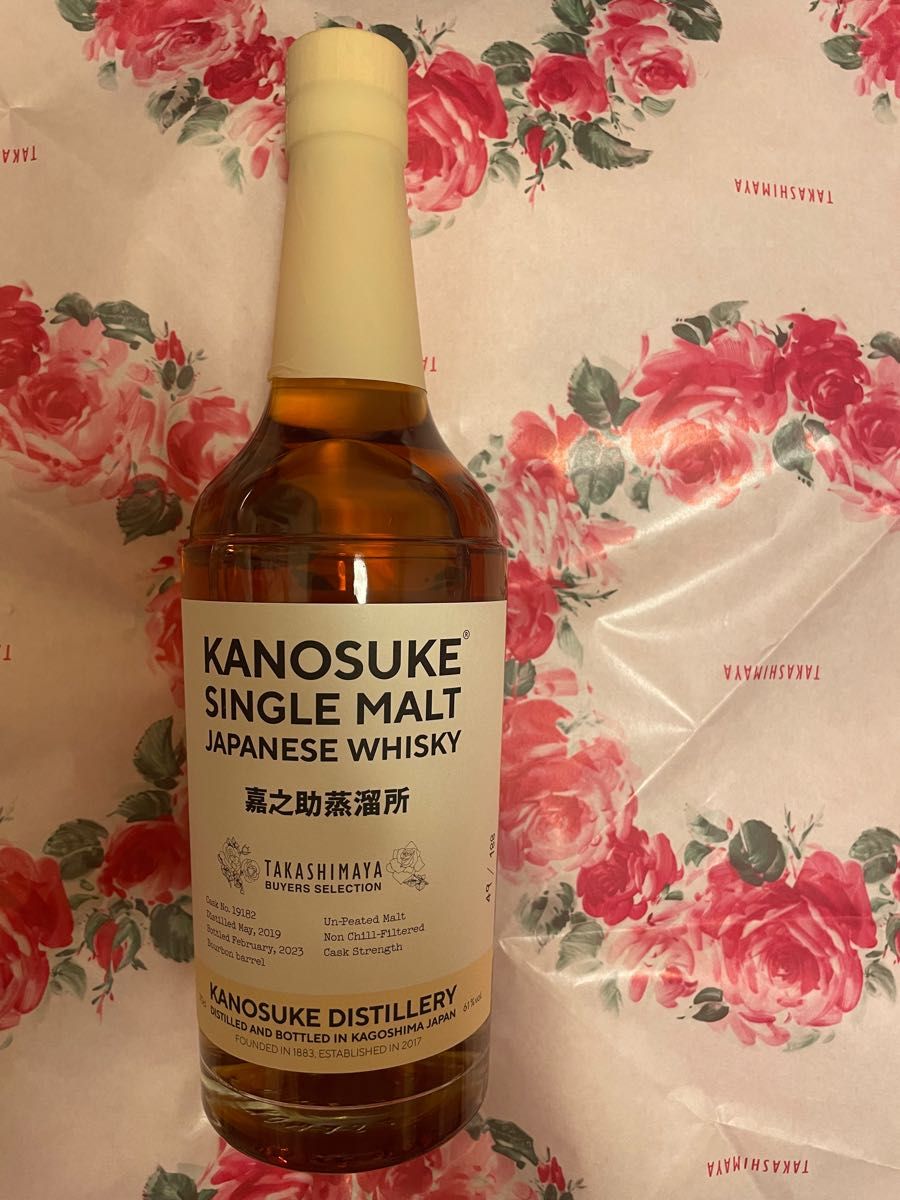 TAKASHIMAYA
TAKASHIMAYA
KANOSUKE®
SINGLE MALT
JAPANESE WHISKY
嘉之助蒸溜所
TAKASHIMAYA
BUYERS SELECTION
Cask No. 19182
Distilled May, 2019
Bottled February, 2023
Bourbon barrel
Un-Peated Malt
Non Chill-Filtered
Cask Strength
KANOSUKE DISTILLERY
61%vol.
DISTILLED AND BOTTLED IN KAGOSHIMA JAPAN
FOUNDED IN 1883, ESTABLISHED IN 2017
TAKASHIMAYA